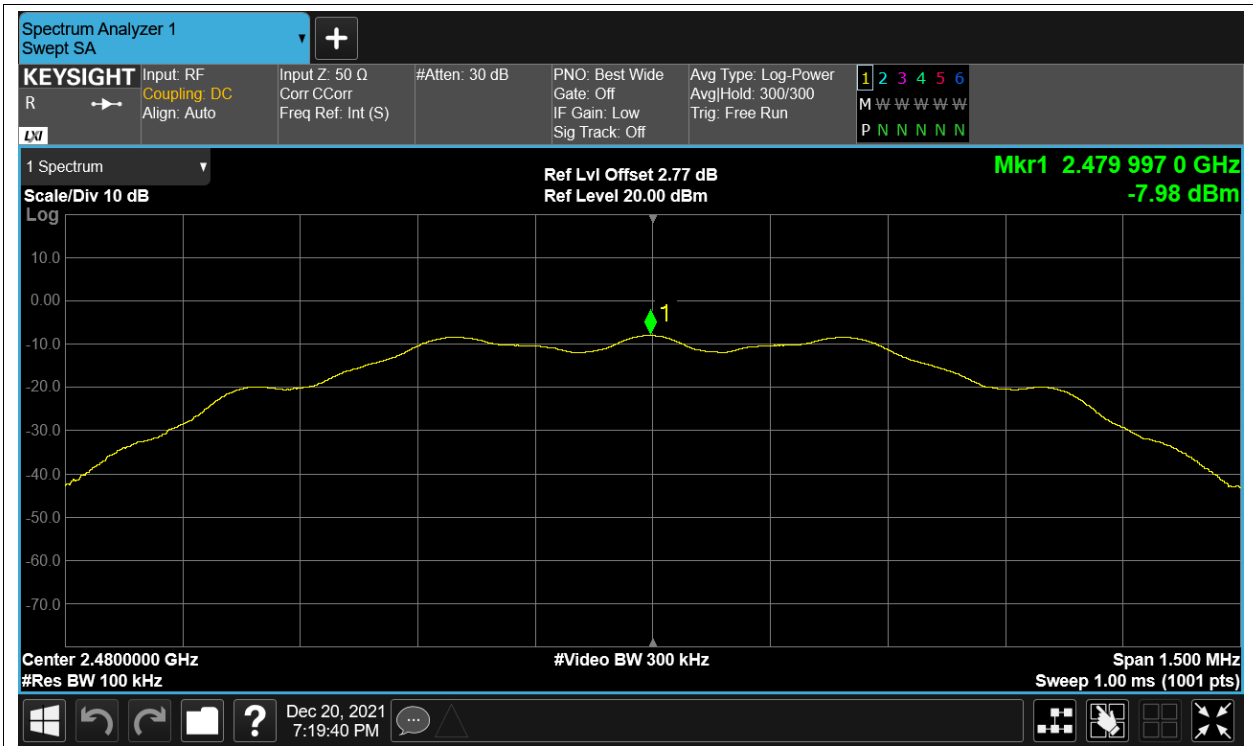 Spectrum Analyzer 1
Swept SA
KEYSIGHT
R
LXI
Input: RF
Coupling: DC
Align: Auto
Input Z: 50 Ω
Corr CCorr
Freq Ref: Int (S)
#Atten: 30 dB
PNO: Best Wide
Gate: Off
IF Gain: Low
Sig Track: Off
Avg Type: Log-Power
Avg|Hold: 300/300
Trig: Free Run
1 2 3 4 5 6
M W W W W W W
P N N N N N N
1 Spectrum
Scale/Div 10 dB
Log
Ref Lvl Offset 2.77 dB
Ref Level 20.00 dBm
Mkr1 2.479 997 0 GHz
-7.98 dBm
10.0
0.00
-10.0
-20.0
-30.0
-40.0
-50.0
-60.0
-70.0
1
Center 2.4800000 GHz
#Res BW 100 kHz
#Video BW 300 kHz
Span 1.500 MHz
Sweep 1.00 ms (1001 pts)
?
Dec 20, 2021
7:19:40 PM